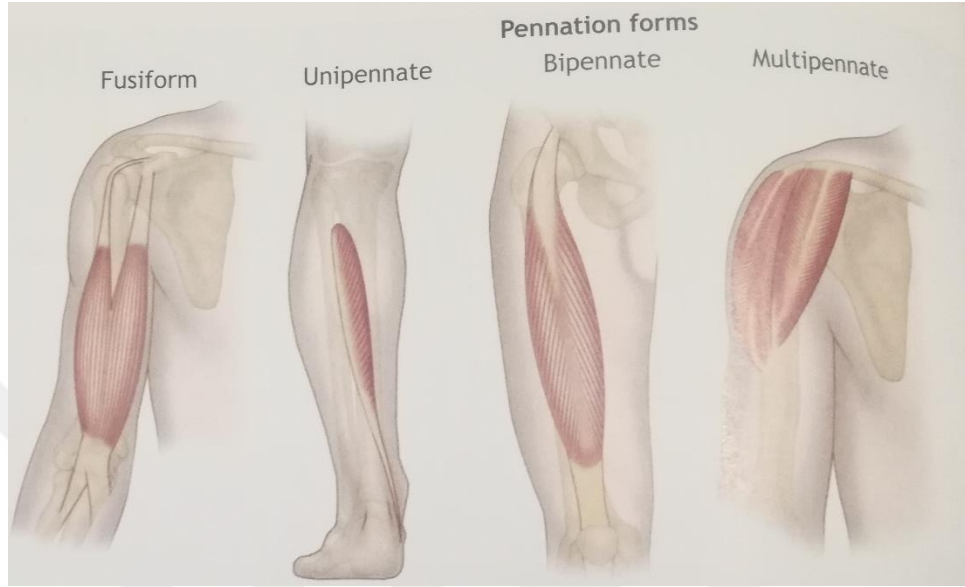 Pennation forms
Fusiform
Unipennate
Bipennate
Multipennate